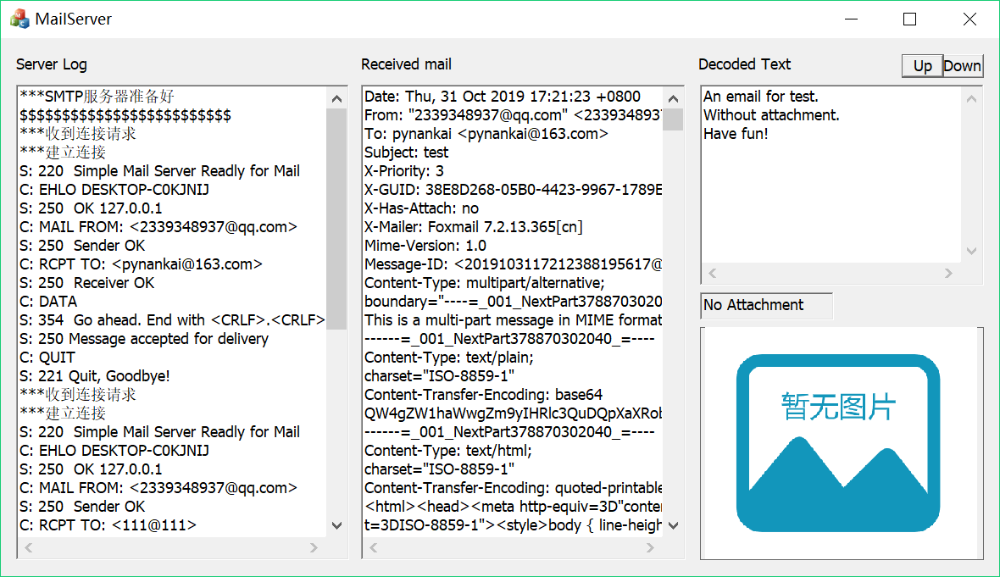 MailServer
Server Log
***SMTP服务器准备好
$$$$$$$$$$$$$$$$$$$$$$$$$
***收到连接请求
***建立连接
S: 220  Simple Mail Server Readly for Mail
C: EHLO DESKTOP-C0KJNIJ
S: 250  OK 127.0.0.1
C: MAIL FROM: <2339348937@qq.com>
S: 250  Sender OK
C: RCPT TO: <pynankai@163.com>
S: 250  Receiver OK
C: DATA
S: 354  Go ahead. End with <CRLF>.<CRLF>
S: 250 Message accepted for delivery
C: QUIT
S: 221 Quit, Goodbye!
***收到连接请求
***建立连接
S: 220  Simple Mail Server Readly for Mail
C: EHLO DESKTOP-C0KJNIJ
S: 250  OK 127.0.0.1
C: MAIL FROM: <2339348937@qq.com>
S: 250  Sender OK
C: RCPT TO: <111@111>
Received mail
Date: Thu, 31 Oct 2019 17:21:23 +0800
From: "2339348937@qq.com" <2339348937
To: pynankai <pynankai@163.com>
Subject: test
X-Priority: 3
X-GUID: 38E8D268-05B0-4423-9967-1789E
X-Has-Attach: no
X-Mailer: Foxmail 7.2.13.365[cn]
Mime-Version: 1.0
Message-ID: <2019103117212388195617@
Content-Type: multipart/alternative;
boundary="----=_001_NextPart3788703020
This is a multi-part message in MIME format
------=_001_NextPart378870302040_=----
Content-Type: text/plain;
charset="ISO-8859-1"
Content-Transfer-Encoding: base64
QW4gZW1haWwgZm9yIHRlc3QuDQpXaXRob
------=_001_NextPart378870302040_=----
Content-Type: text/html;
charset="ISO-8859-1"
Content-Transfer-Encoding: quoted-printable
<html><head><meta http-equiv=3D"conten
t=3DISO-8859-1"><style>body { line-heigh
Decoded Text
Up
Down
An email for test.
Without attachment.
Have fun!
No Attachment
暂无图片